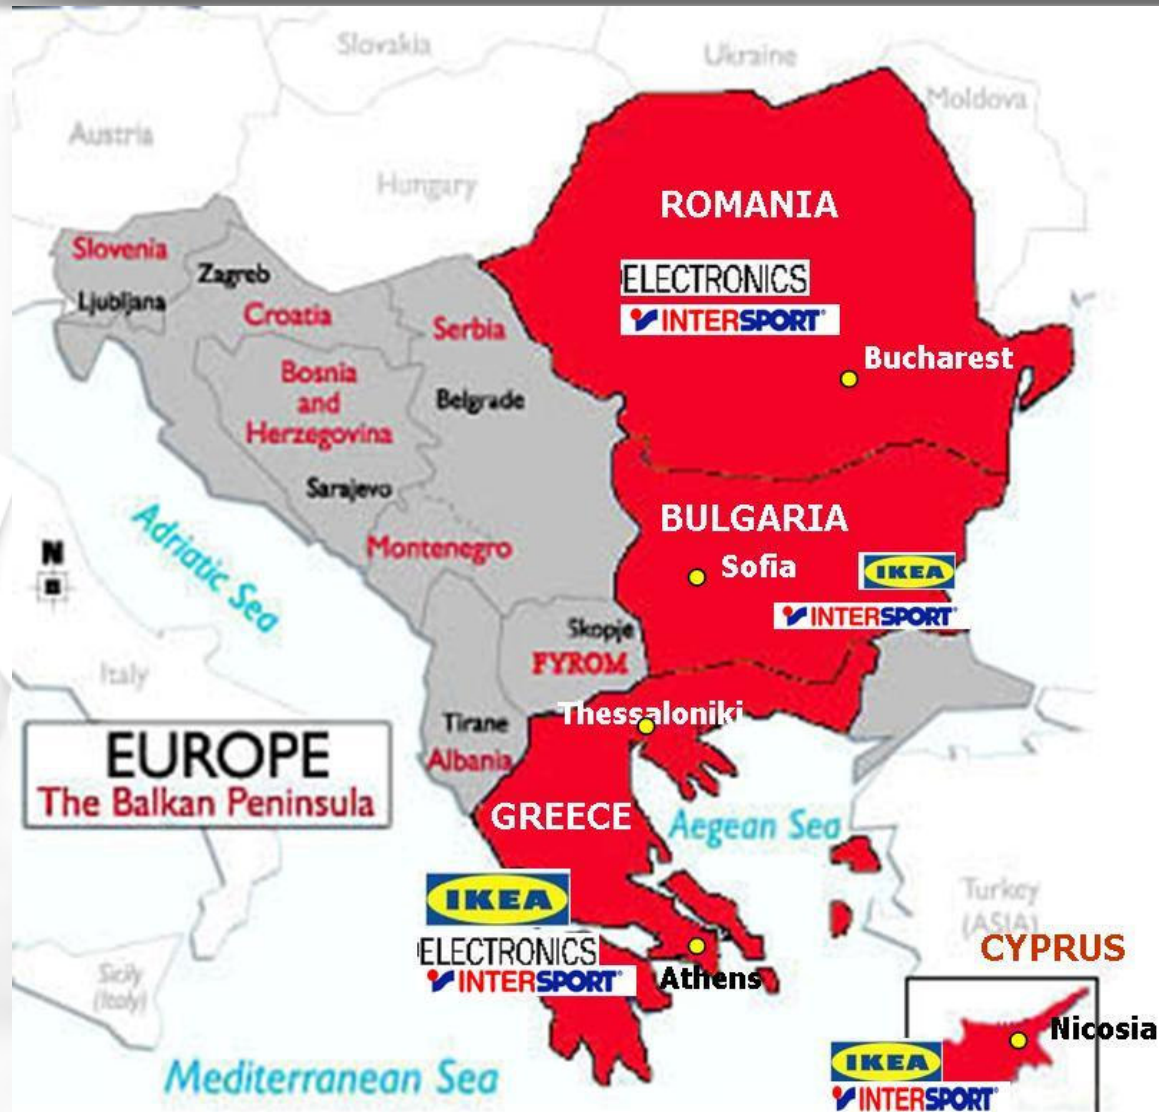 Slovakia
Ukraine
Moldova
Austria
Hungary
ROMANIA
Slovenia
Zagreb
ELECTRONICS
Ljubljana
Croatia
Serbia
INTERSPORT
Bucharest
Bosnia
and
Herzegovina
Belgrade
Sarajevo
BULGARIA
Adriatic Sea
Montenegro
N
Sofia
IKEA
INTERSPORT
Skopje
FYROM
Italy
Thessaloniki
Tirane
EUROPE
The Balkan Peninsula
Albania
GREECE
Aegean Sea
IKEA
Turkey
(ASIA)
CYPRUS
ELECTRONICS
INTERSPORT
Athens
Sicily
(Italy)
Nicosia
IKEA
INTERSPORT
Mediterranean Sea